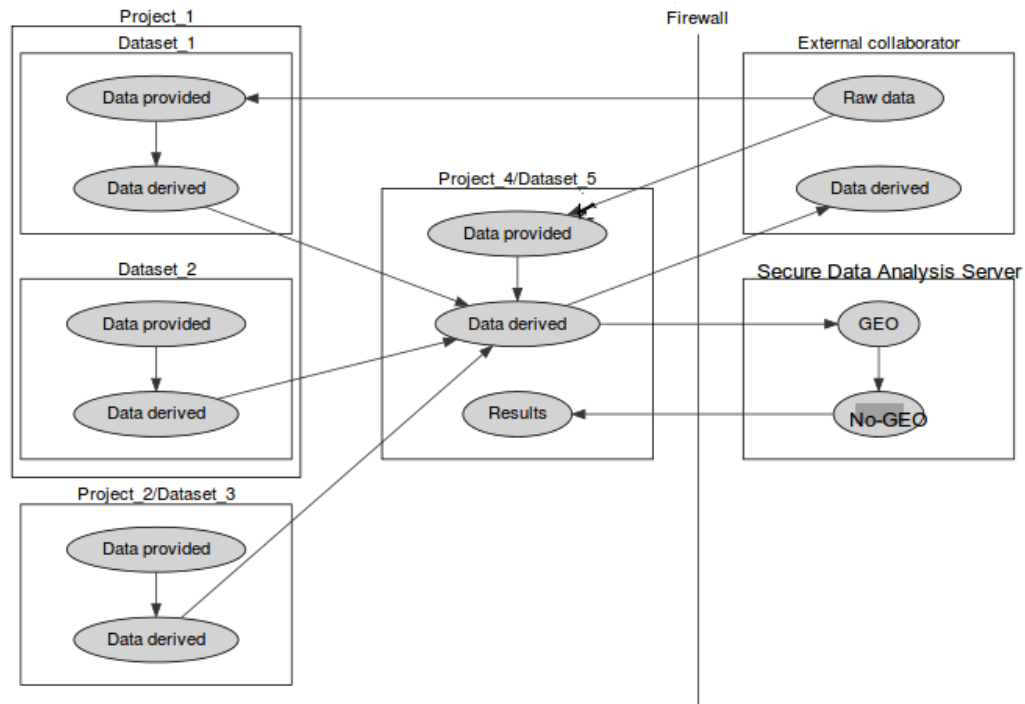 Project_1
Firewall
Dataset_1
External collaborator
Data provided
Raw data
Data derived
Project_4/Dataset_5
Data derived
Data provided
Dataset_2
Secure Data Analysis Server
Data provided
Data derived
GEO
Data derived
Results
No-GEO
Project_2/Dataset_3
Data provided
Data derived